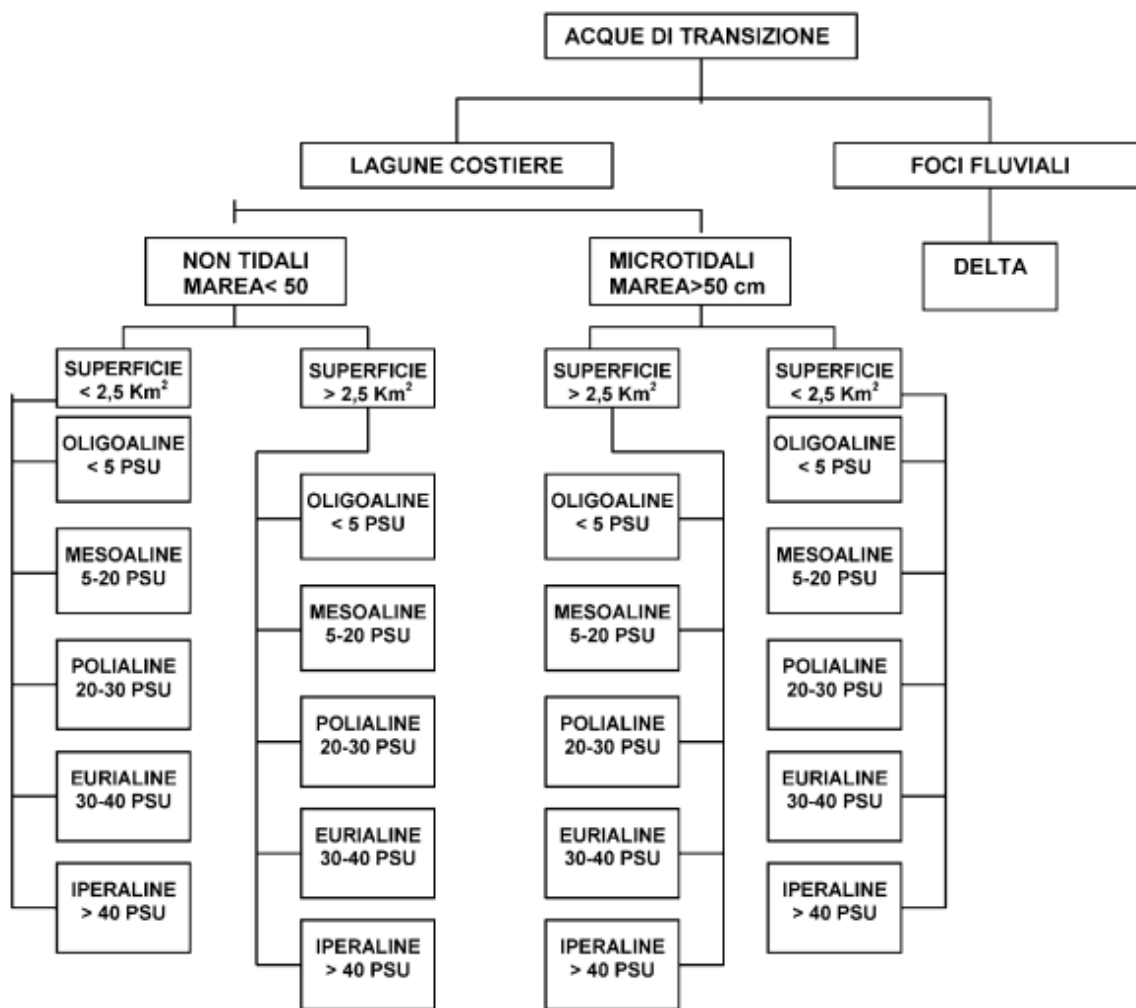 ACQUE DI TRANSIZIONE
LAGUNE COSTIERE
FOCI FLUVIALI
NON TIDALI
MAREA< 50
MICROTIDALI
MAREA>50 cm
DELTA
SUPERFICIE
< 2,5 Km²
OLIGOALINE
< 5 PSU
MESOALINE
5-20 PSU
POLIALINE
20-30 PSU
EURIALINE
30-40 PSU
IPERALINE
> 40 PSU
SUPERFICIE
> 2,5 Km²
OLIGOALINE
< 5 PSU
MESOALINE
5-20 PSU
POLIALINE
20-30 PSU
EURIALINE
30-40 PSU
IPERALINE
> 40 PSU
SUPERFICIE
> 2,5 Km²
OLIGOALINE
< 5 PSU
MESOALINE
5-20 PSU
POLIALINE
20-30 PSU
EURIALINE
30-40 PSU
IPERALINE
> 40 PSU
SUPERFICIE
< 2,5 Km²
OLIGOALINE
< 5 PSU
MESOALINE
5-20 PSU
POLIALINE
20-30 PSU
EURIALINE
30-40 PSU
IPERALINE
> 40 PSU